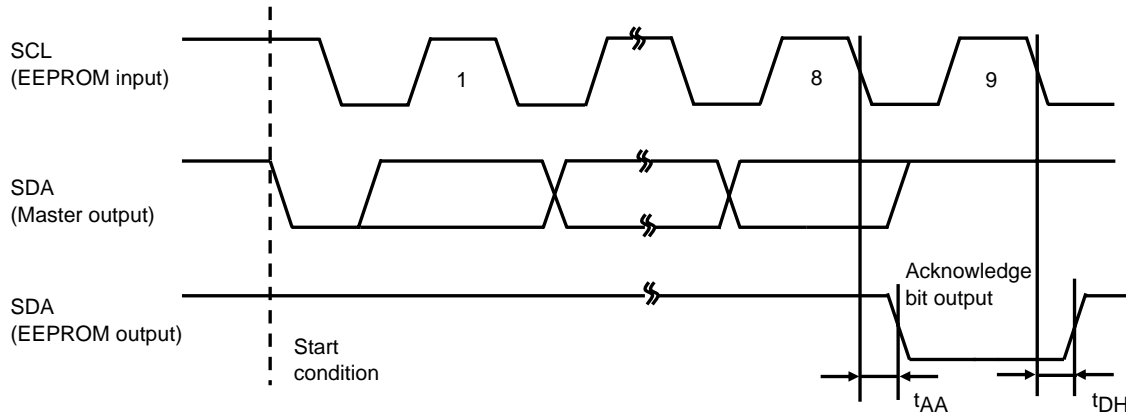 SCL
(EEPROM input)
1
8
9
SDA
(Master output)
SDA
(EEPROM output)
Acknowledge
bit output
Start
condition
tAA
tDH